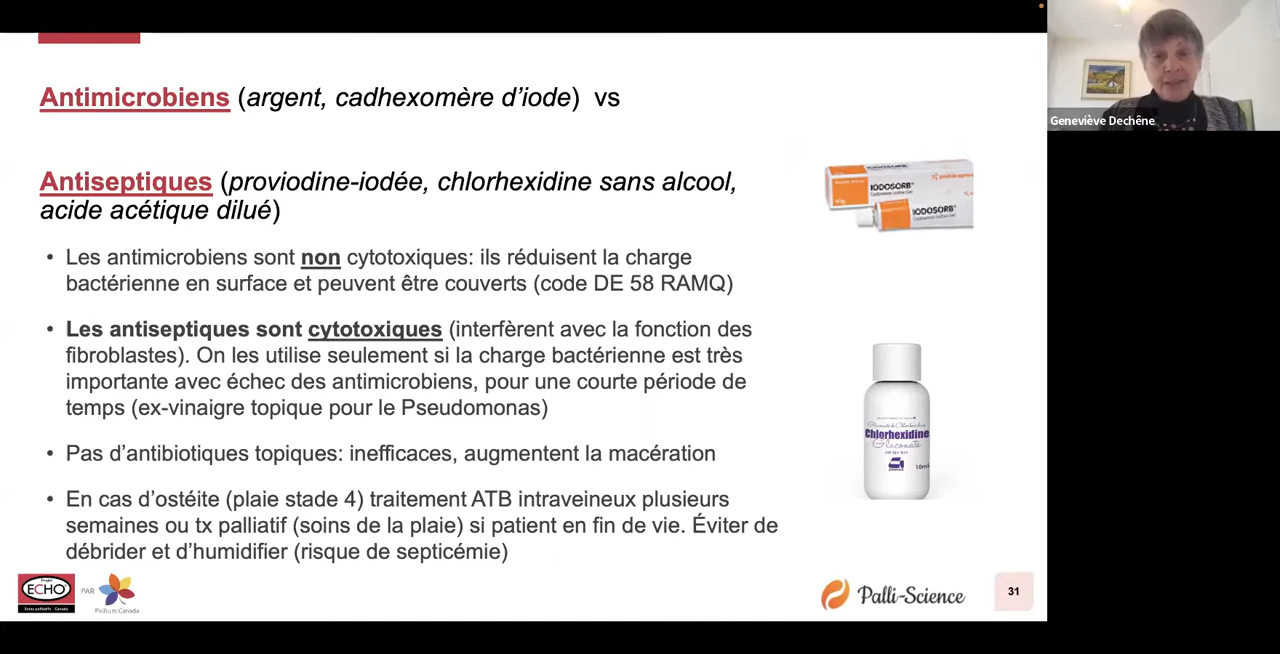 Antimicrobiens (argent, cadhexomère d’iode) vs
Antiseptiques (proviodine-iodée, chlorhexidine sans alcool,
acide acétique dilué)
• Les antimicrobiens sont non cytotoxiques: ils réduisent la charge
bactérienne en surface et peuvent être couverts (code DE 58 RAMQ)
• Les antiseptiques sont cytotoxiques (interfèrent avec la fonction des
fibroblastes). On les utilise seulement si la charge bactérienne est très
importante avec échec des antimicrobiens, pour une courte période de
temps (ex-vinaigre topique pour le Pseudomonas)
• Pas d’antibiotiques topiques: inefficaces, augmentent la macération
• En cas d’ostéite (plaie stade 4) traitement ATB intraveineux plusieurs
semaines ou tx palliatif (soins de la plaie) si patient en fin de vie. Éviter de
débrider et d’humidifier (risque de septicémie)
IODOSORB
IODOSORB
Chlorhexidine
Gluconate
Geneviève Dechêne
Projet
ECHO
Soins palliatifs Canada
PAR
Pallium Canada
Palli-Science
31